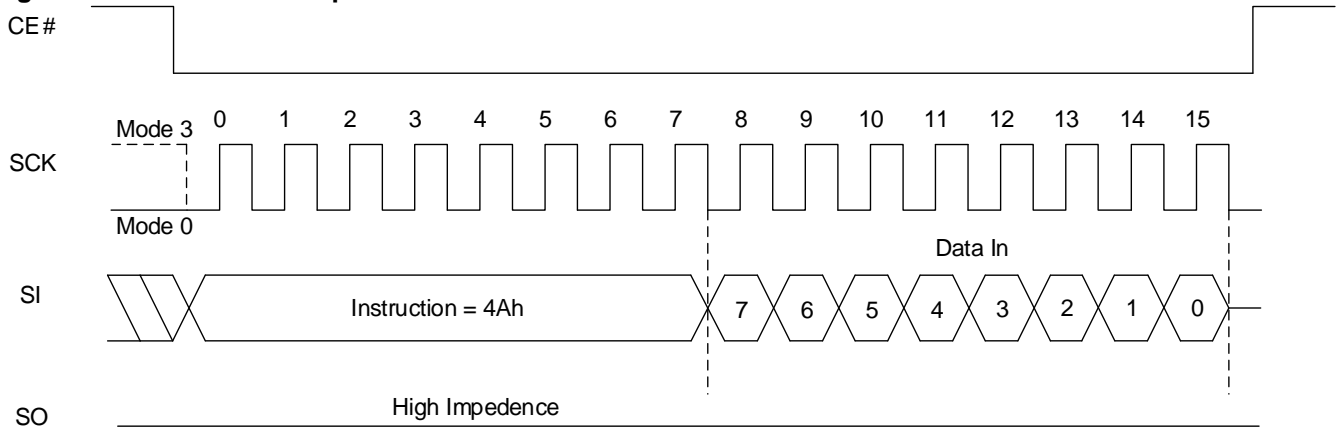 CE#
Mode 3
0 1 2 3 4 5 6 7 8 9 10 11 12 13 14 15
SCK
Mode 0
Data In
SI
Instruction = 4Ah
7 6 5 4 3 2 1 0
High Impedence
SO